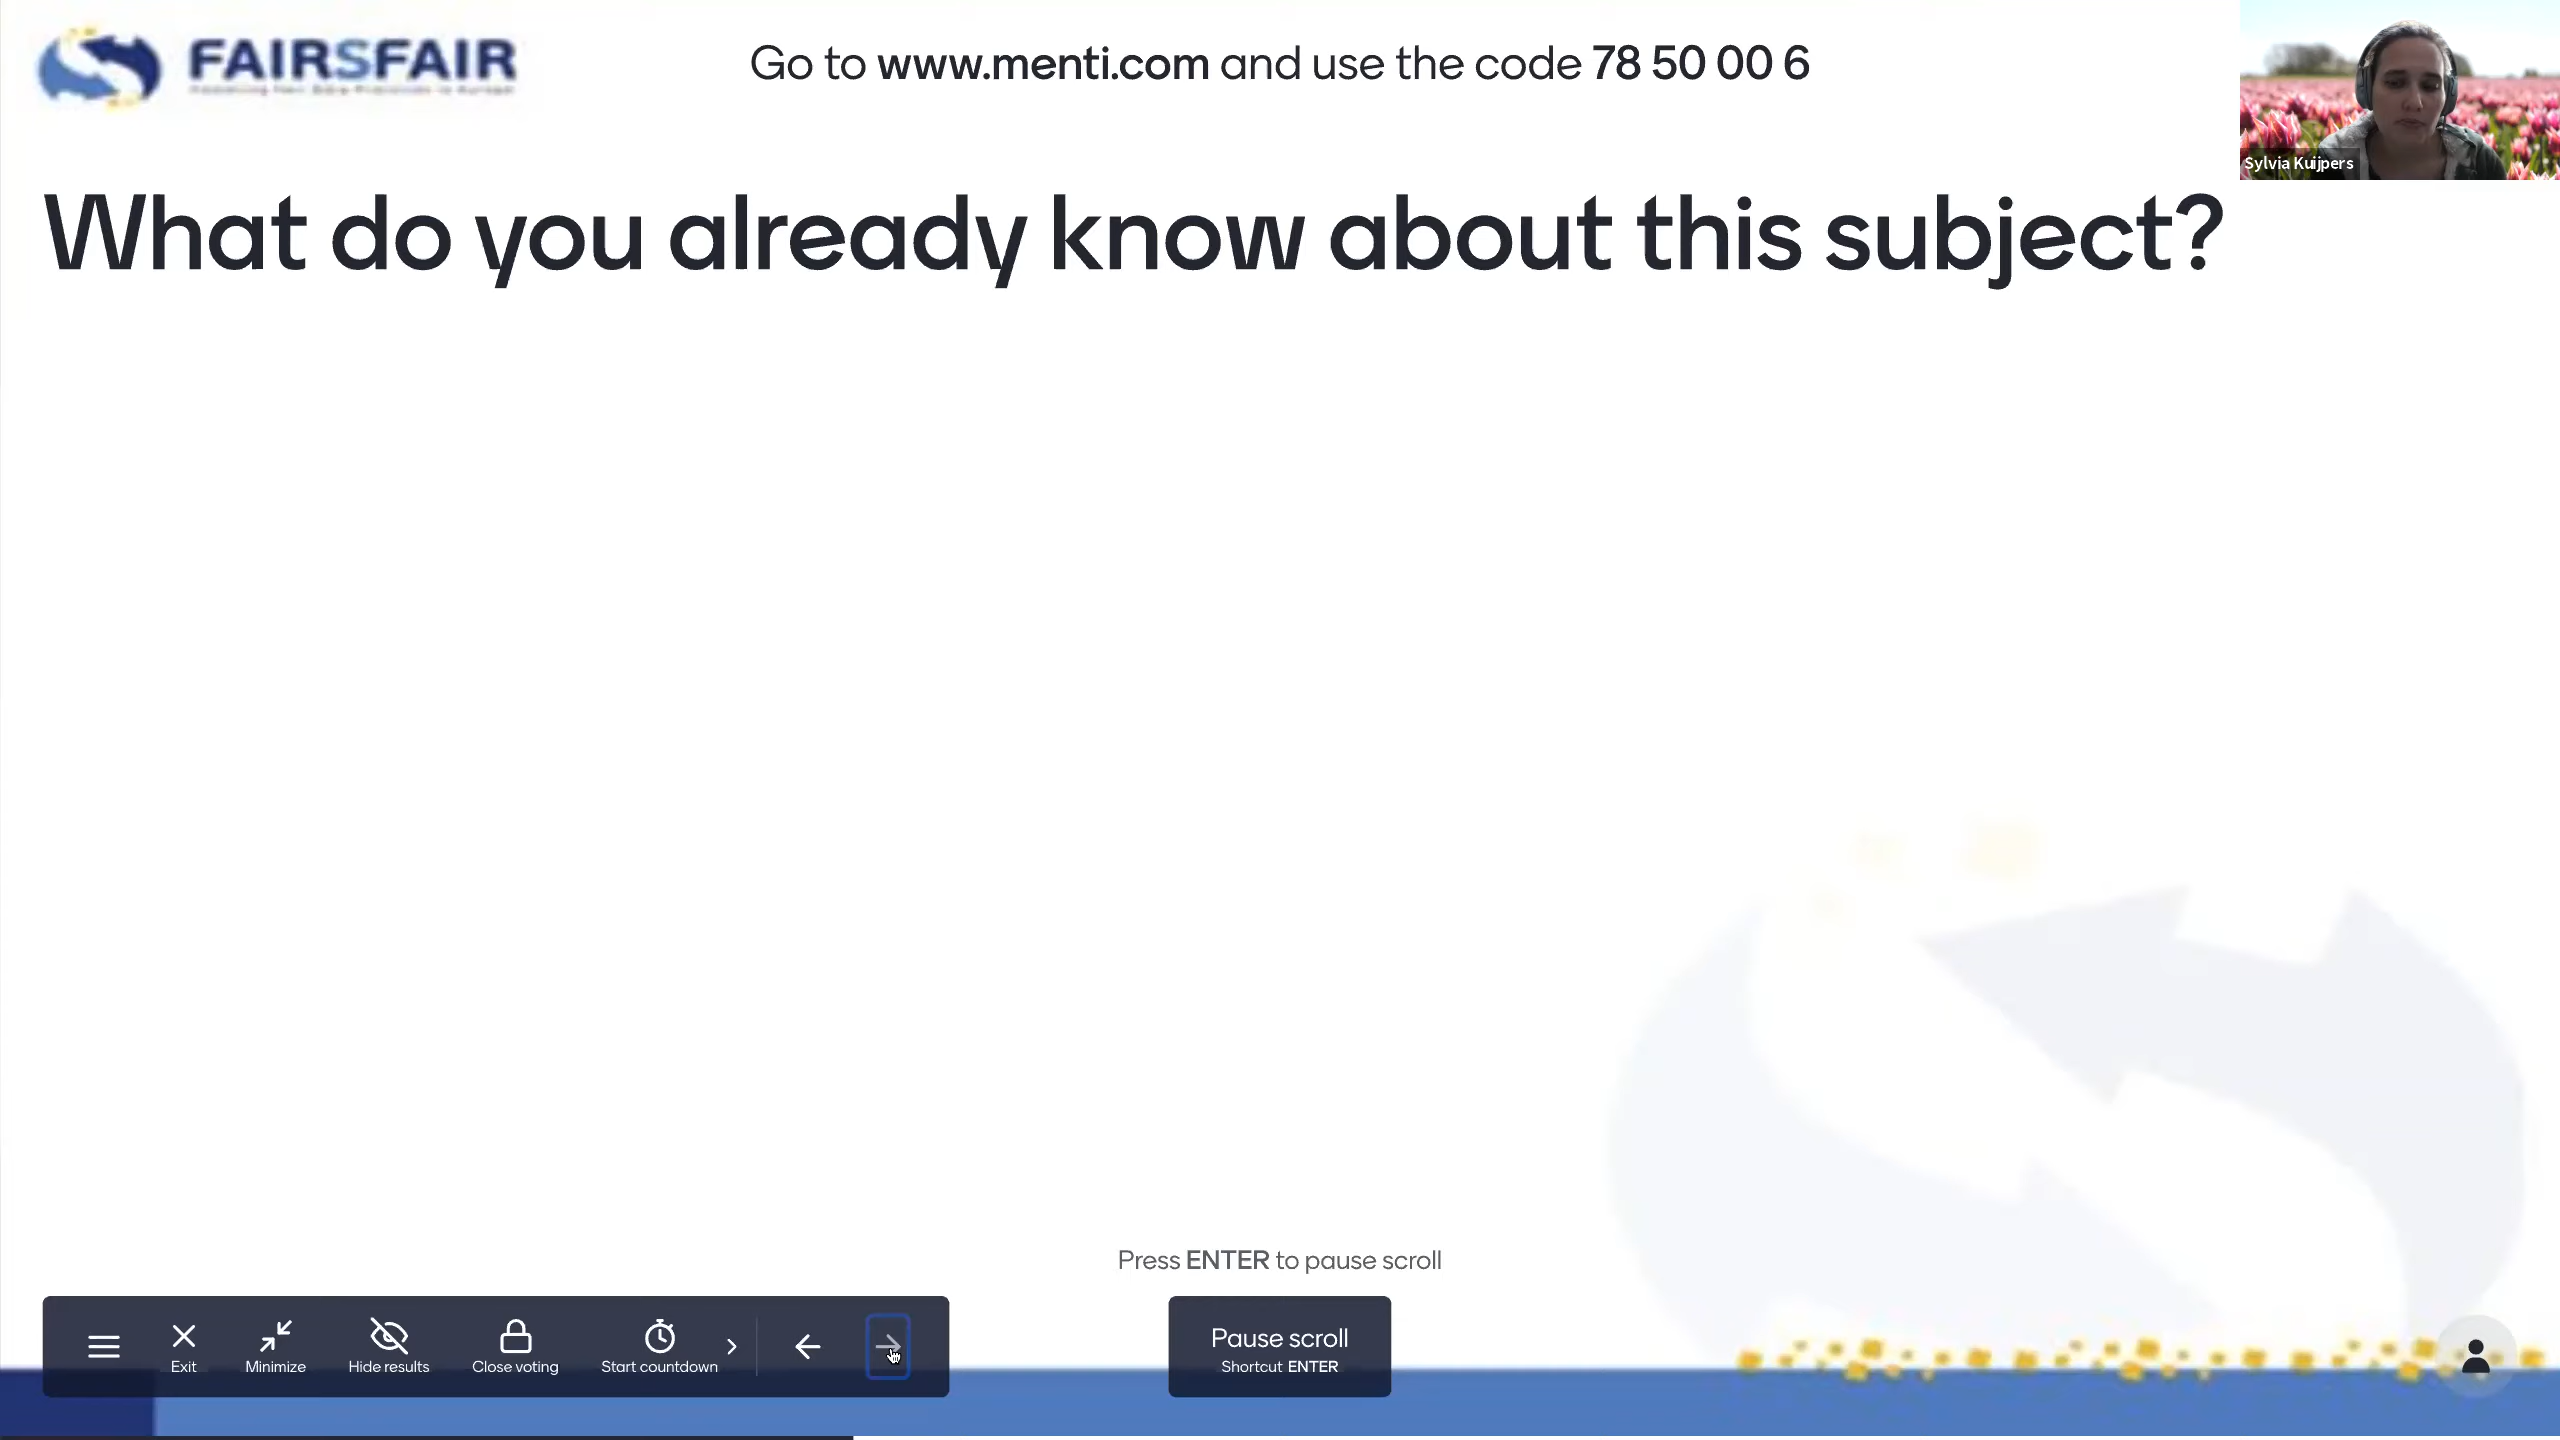 FAIRSFAIR
Go to www.menti.com and use the code 78 50 00 6
Sylvia Kuijpers
What do you already know about this subject?
Press ENTER to pause scroll
Exit
Minimize
Hide results
Close voting
Start countdown
Pause scroll
Shortcut ENTER